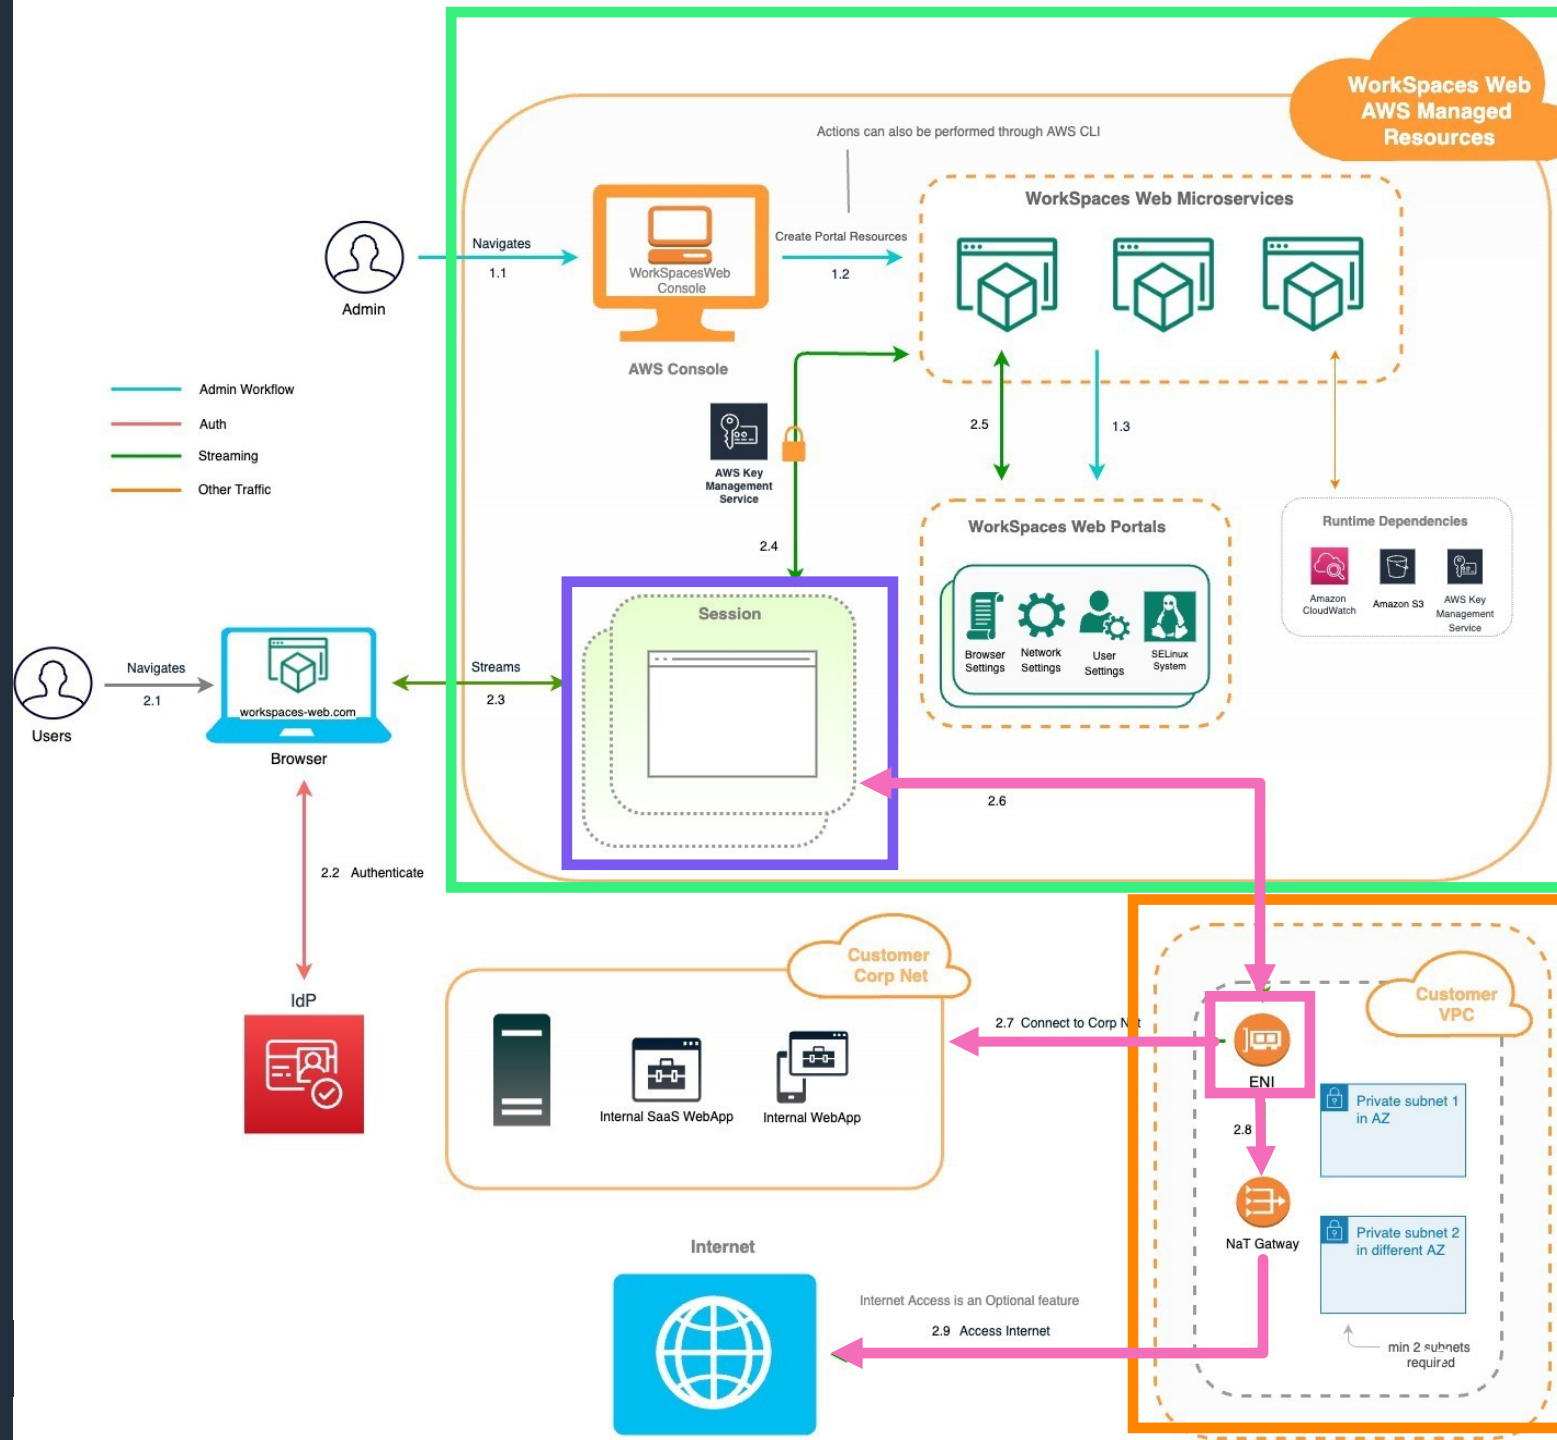 WorkSpaces Web
AWS Managed
Resources
Actions can also be performed through AWS CLI
WorkSpaces Web Microservices
Navigates
1.1
WorkSpacesWeb
Console
Create Portal Resources
1.2
Admin
AWS Console
Admin Workflow
Auth
Streaming
Other Traffic
AWS Key
Management
Service
2.5
1.3
2.4
WorkSpaces Web Portals
Browser
Settings
Network
Settings
User
Settings
SELinux
System
Runtime Dependencies
Amazon
CloudWatch
Amazon S3
AWS Key
Management
Service
Session
Users
Navigates
2.1
workspaces-web.com
Browser
Streams
2.3
2.6
2.2 Authenticate
IdP
Customer
Corp Net
Internal SaaS WebApp
Internal WebApp
2.7 Connect to Corp Net
Customer
VPC
ENI
2.8
Private subnet 1
in AZ
NaT Gatway
Private subnet 2
in different AZ
min 2 subnets
required
Internet
Internet Access is an Optional feature
2.9 Access Internet